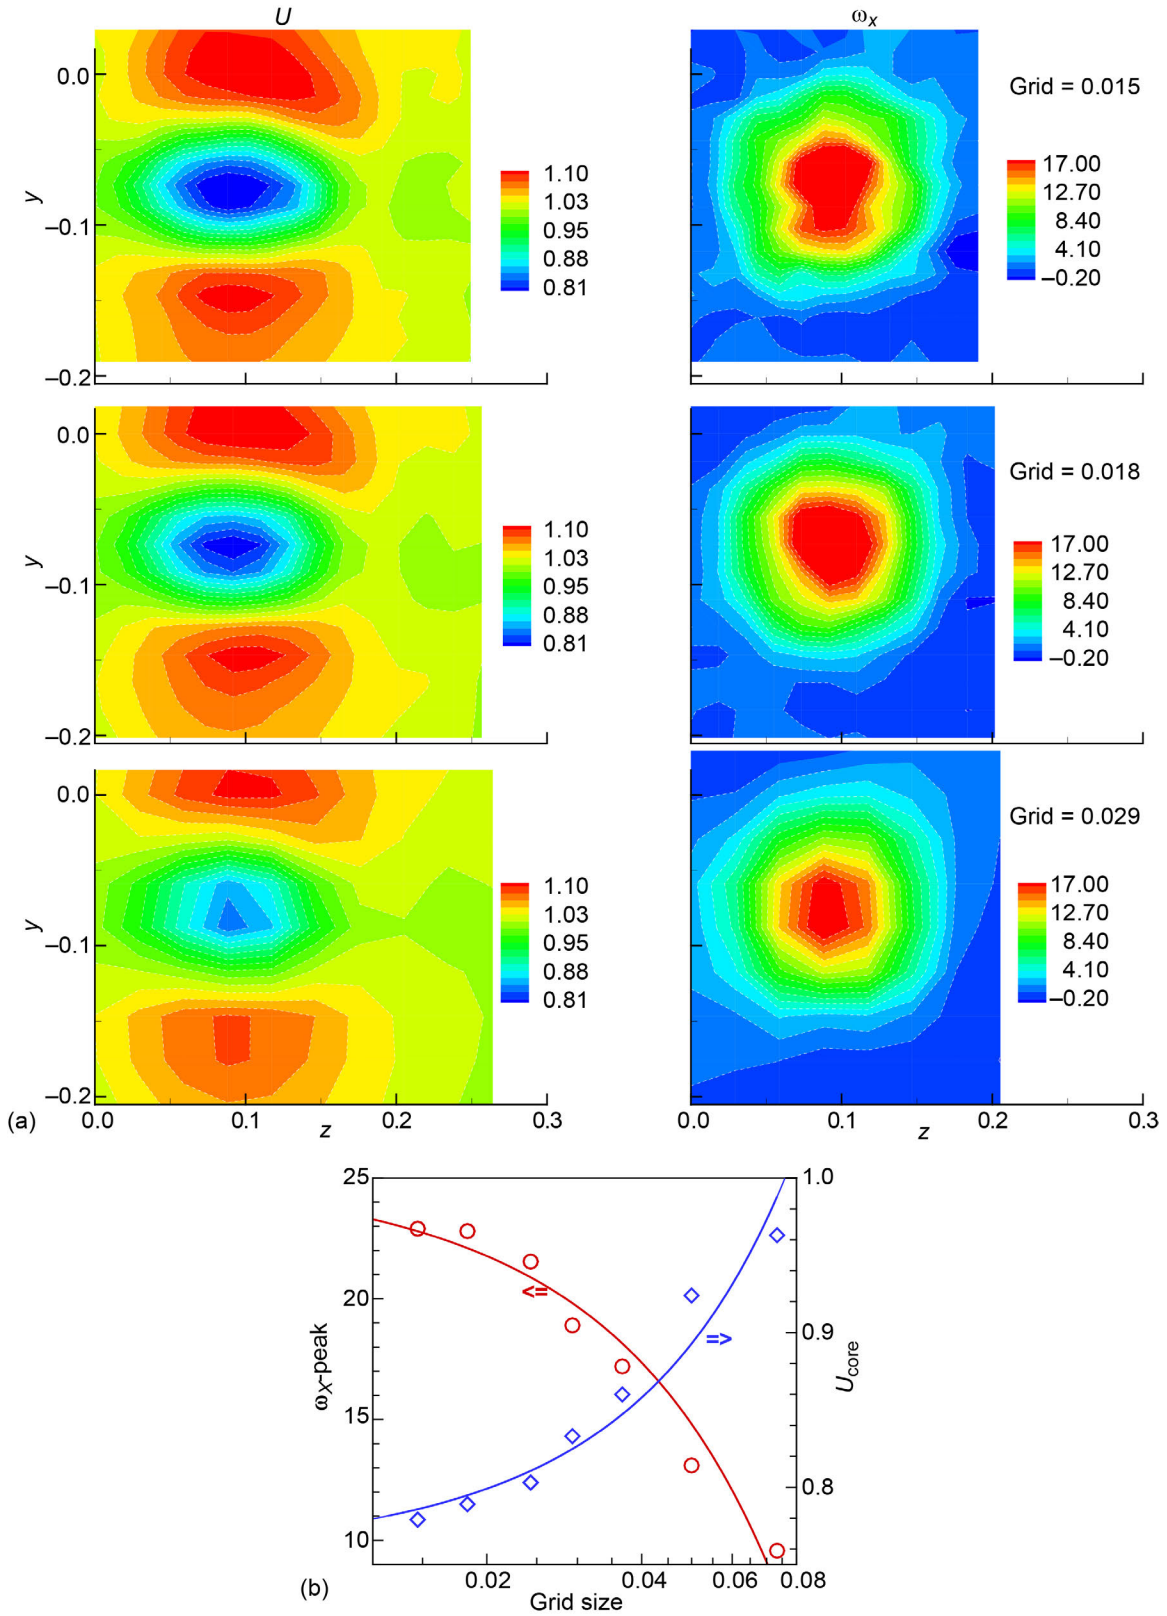 U
ωx
0.0
y
−0.1
−0.2
1.10
1.03
0.95
0.88
0.81
Grid = 0.015
17.00
12.70
8.40
4.10
−0.20
0.0
y
−0.1
−0.2
1.10
1.03
0.95
0.88
0.81
Grid = 0.018
17.00
12.70
8.40
4.10
−0.20
0.0
y
−0.1
−0.2
1.10
1.03
0.95
0.88
0.81
Grid = 0.029
17.00
12.70
8.40
4.10
−0.20
(a)
0.0 0.1 0.2 0.3
z
0.0 0.1 0.2 0.3
z
25
20
15
10
ωX-peak
<=
=>
1.0
0.9
0.8
Ucore
0.02 0.04 0.06 0.08
Grid size
(b)